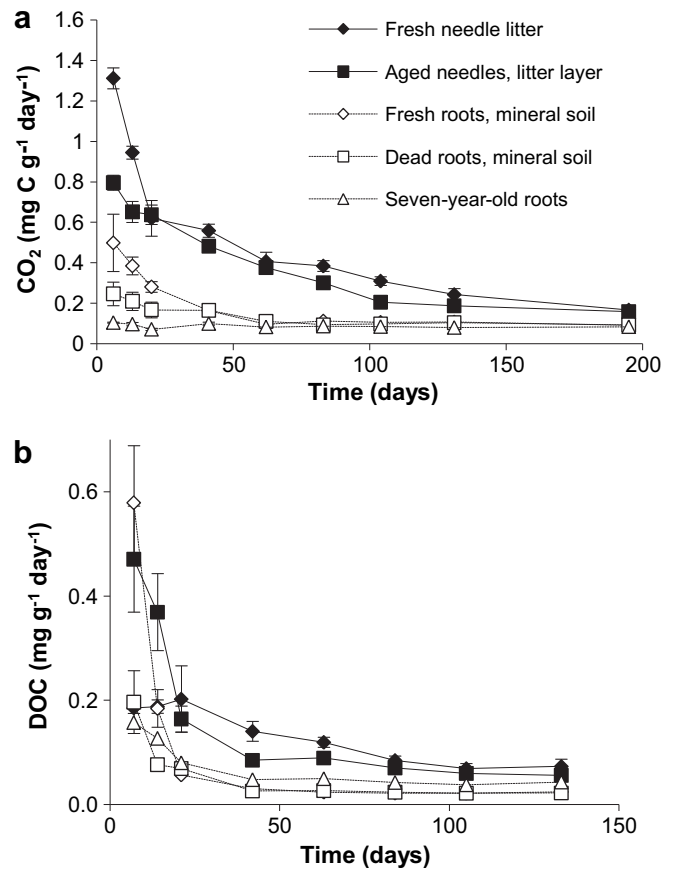 a
1.6
1.4
1.2
1
0.8
0.6
0.4
0.2
0
CO₂ (mg C g⁻¹ day⁻¹)
Fresh needle litter
Aged needles, litter layer
Fresh roots, mineral soil
Dead roots, mineral soil
Seven-year-old roots
0 50 100 150 200
Time (days)
b
0.6
0.4
0.2
0.0
DOC (mg g⁻¹ day⁻¹)
0 50 100 150
Time (days)